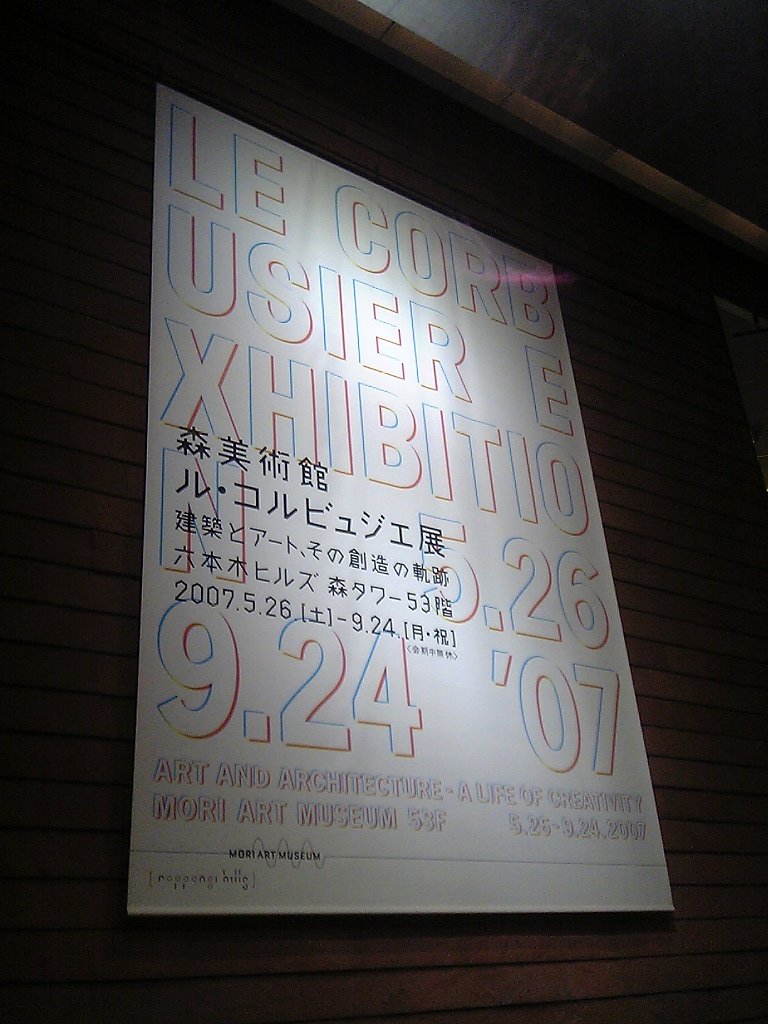 LE CORB
USIER E
XHIBITIO
N 5.26
9.24 '07
森美術館
ル・コルビュジエ展
建築とアート、その創造の軌跡
六本木ヒルズ 森タワー53階
2007.5.26 [土] - 9.24 [月・祝]
<会期中無休>
ART AND ARCHITECTURE - A LIFE OF CREATIVITY
MORI ART MUSEUM 53F 5.26 - 9.24.2007
MORI ART MUSEUM
[roppongi hills]